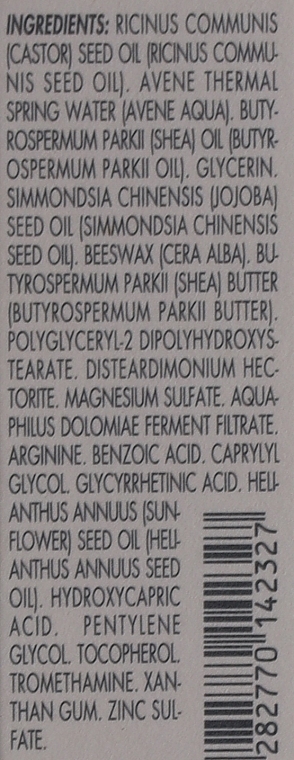 INGREDIENTS: RICINUS COMMUNIS
(CASTOR) SEED OIL (RICINUS COMMU-
NIS SEED OIL). AVENE THERMAL
SPRING WATER (AVENE AQUA). BUTY-
ROSPERMUM PARKII (SHEA) OIL (BUTYR-
OSPERMUM PARKII OIL). GLYCERIN.
SIMMONDSIA CHINENSIS (JOJOBA)
SEED OIL (SIMMONDSIA CHINENSIS
SEED OIL). BEESWAX (CERA ALBA). BU-
TYROSPERMUM PARKII (SHEA) BUTTER
(BUTYROSPERMUM PARKII BUTTER).
POLYGLYCERYL-2 DIPOLYHYDROXYS-
TEARATE. DISTEARDIMONIUM HEC-
TORITE. MAGNESIUM SULFATE. AQUA-
PHILUS DOLOMIAE FERMENT FILTRATE.
ARGININE. BENZOIC ACID. CAPRYLYL
GLYCOL. GLYCYRRHETINIC ACID. HELI-
ANTHUS ANNUUS (SUN-
FLOWER) SEED OIL (HELI-
ANTHUS ANNUUS SEED
OIL). HYDROXYCAPRIC
ACID. PENTYLENE
GLYCOL. TOCOPHEROL.
TROMETHAMINE. XAN-
THAN GUM. ZINC SUL-
FATE.
282770 142327